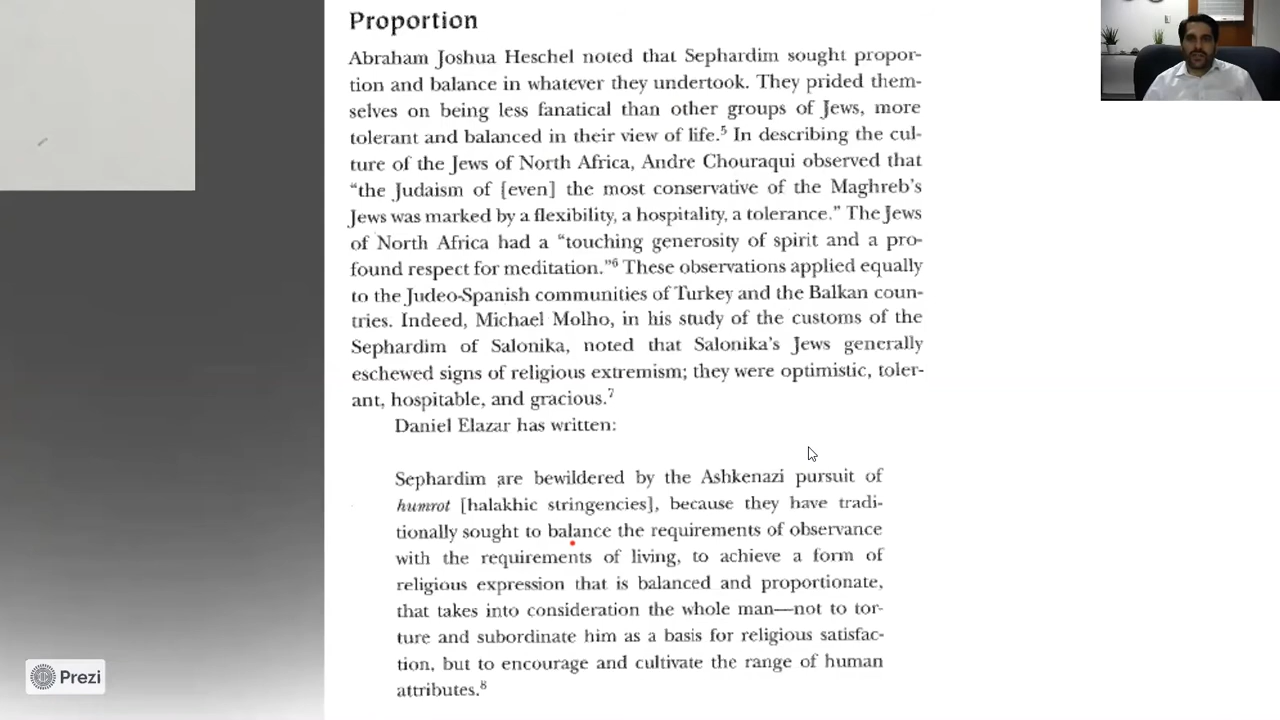 Proportion
Abraham Joshua Heschel noted that Sephardim sought propor-
tion and balance in whatever they undertook. They prided them-
selves on being less fanatical than other groups of Jews, more
tolerant and balanced in their view of life.⁵ In describing the cul-
ture of the Jews of North Africa, Andre Chouraqui observed that
“the Judaism of [even] the most conservative of the Maghreb’s
Jews was marked by a flexibility, a hospitality, a tolerance.” The Jews
of North Africa had a “touching generosity of spirit and a pro-
found respect for meditation.”⁶ These observations applied equally
to the Judeo-Spanish communities of Turkey and the Balkan coun-
tries. Indeed, Michael Molho, in his study of the customs of the
Sephardim of Salonika, noted that Salonika’s Jews generally
eschewed signs of religious extremism; they were optimistic, toler-
ant, hospitable, and gracious.⁷
Daniel Elazar has written:
Sephardim are bewildered by the Ashkenazi pursuit of
humrot [halakhic stringencies], because they have tradi-
tionally sought to balance the requirements of observance
with the requirements of living, to achieve a form of
religious expression that is balanced and proportionate,
that takes into consideration the whole man—not to tor-
ture and subordinate him as a basis for religious satisfac-
tion, but to encourage and cultivate the range of human
attributes.⁸
Prezi